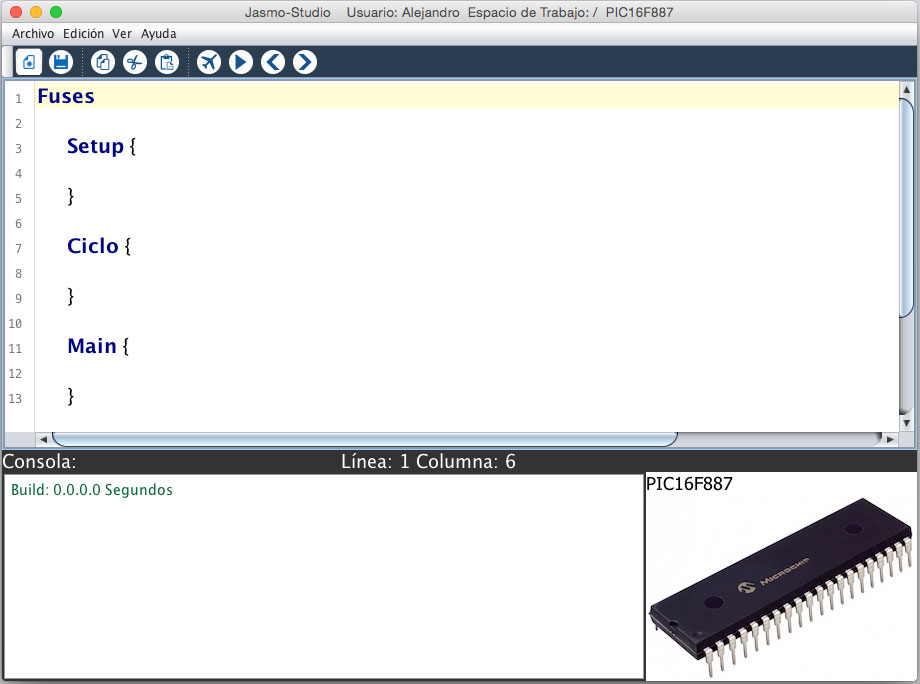 Jasmo-Studio Usuario: Alejandro Espacio de Trabajo: / PIC16F887
Archivo Edición Ver Ayuda
1 Fuses
2
3 Setup {
4
5 }
6
7 Ciclo {
8
9 }
10
11 Main {
12
13 }
Consola: Línea: 1 Columna: 6
Build: 0.0.0.0 Segundos
PIC16F887
MICROCHIP